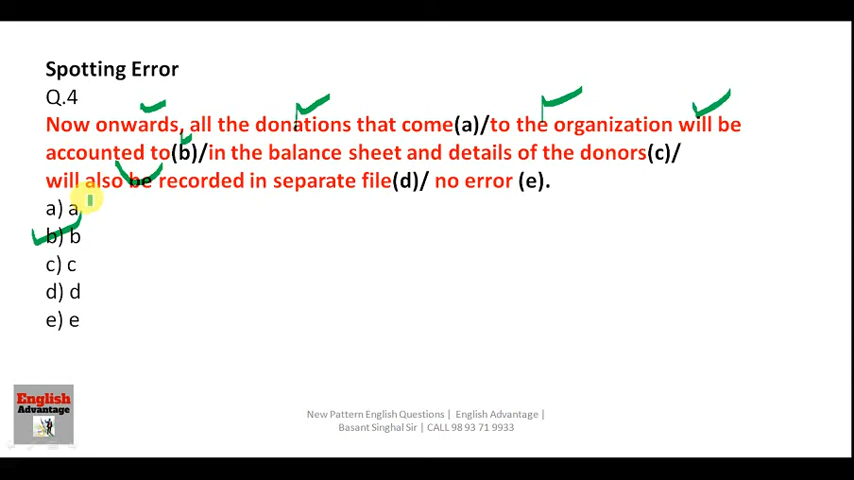 Spotting Error
Q.4
Now onwards, all the donations that come(a)/to the organization will be
accounted to(b)/in the balance sheet and details of the donors(c)/
will also be recorded in separate file(d)/ no error (e).
a) a
b) b
c) c
d) d
e) e
English
Advantage
New Pattern English Questions | English Advantage |
Basant Singhal Sir | CALL 98 93 71 9933